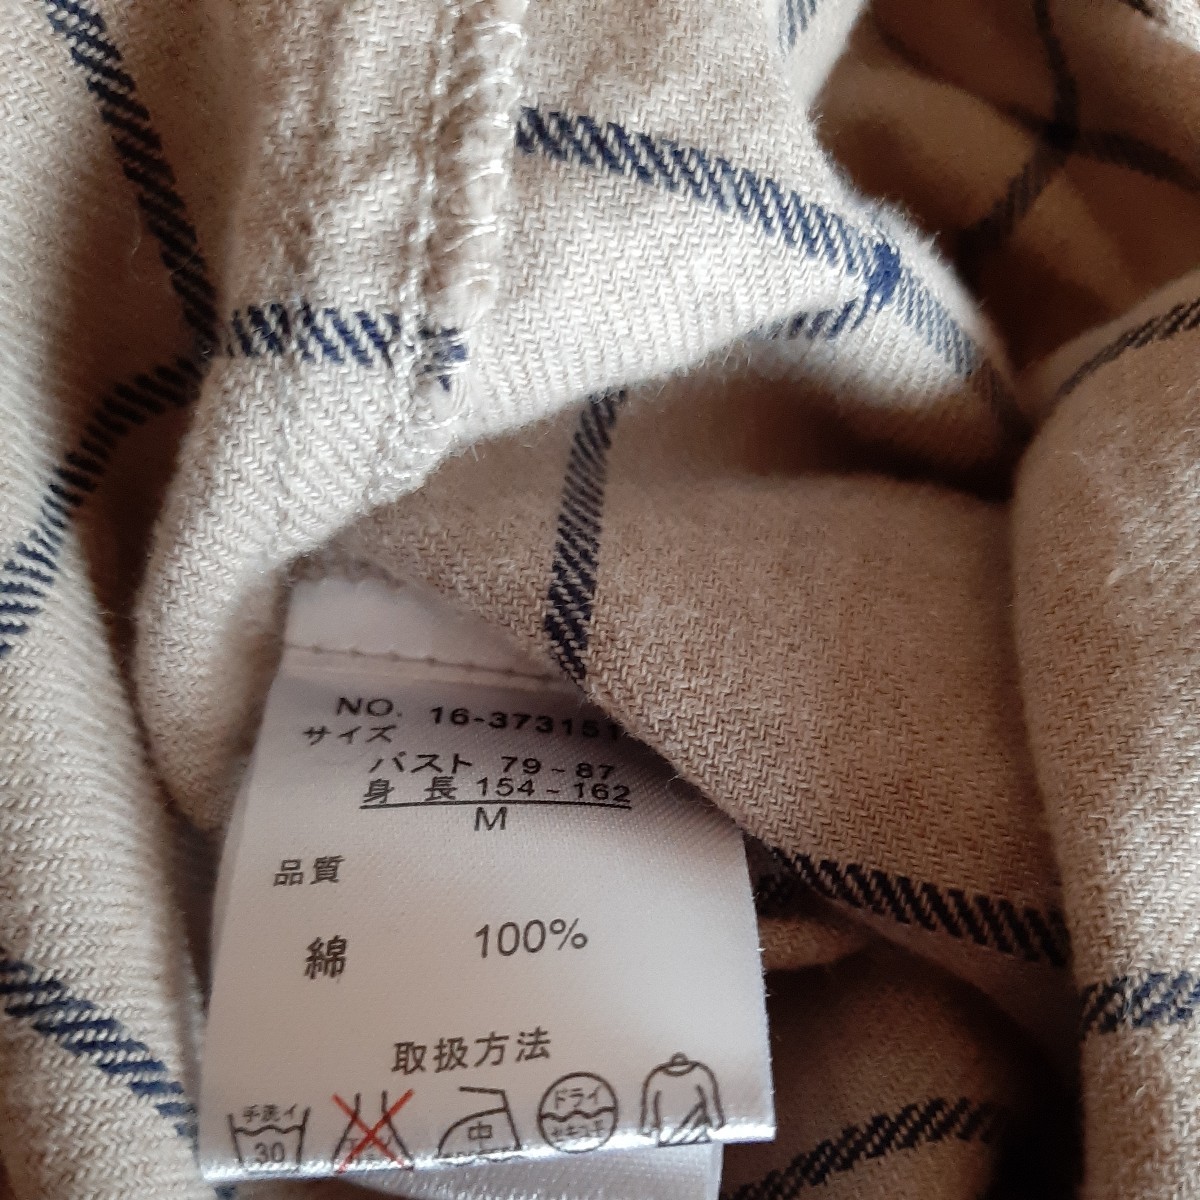 NO. 16-373151
サイズ
バスト 79-87
身長 154-162
M
品質
綿 100%
取扱方法
手洗イ 30 中 ドライ